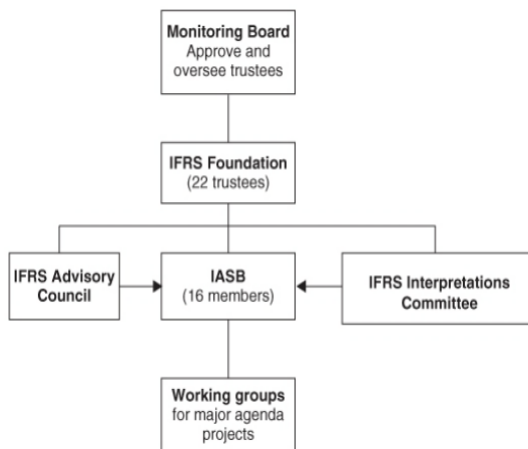 Monitoring Board
Approve and
oversee trustees
IFRS Foundation
(22 trustees)
IFRS Advisory
Council
IASB
(16 members)
IFRS Interpretations
Committee
Working groups
for major agenda
projects